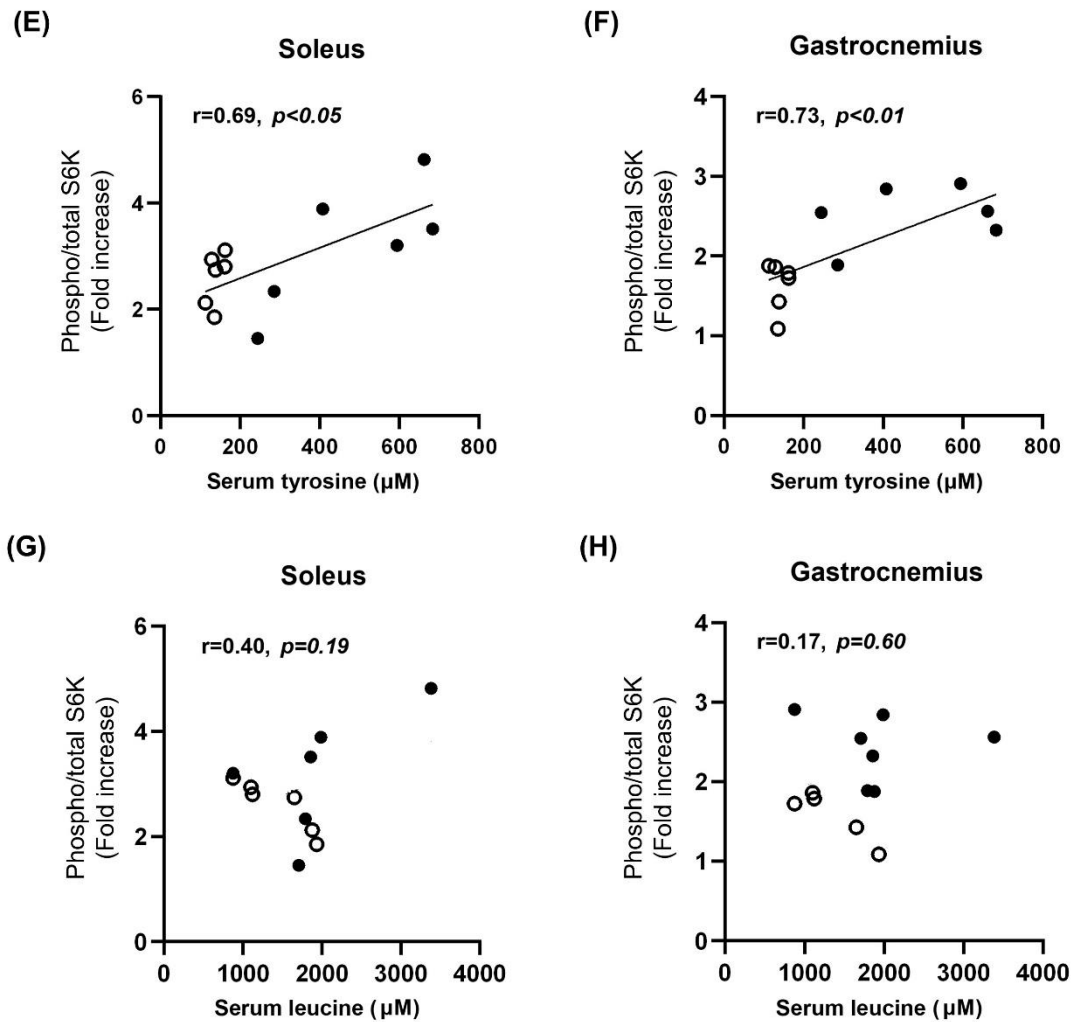 (E)
Soleus
r=0.69, p<0.05
Phospho/total S6K
(Fold increase)
6
4
2
0
0 200 400 600 800
Serum tyrosine (µM)
(F)
Gastrocnemius
r=0.73, p<0.01
Phospho/total S6K
(Fold increase)
4
3
2
1
0
0 200 400 600 800
Serum tyrosine (µM)
(G)
Soleus
r=0.40, p=0.19
Phospho/total S6K
(Fold increase)
6
4
2
0
0 1000 2000 3000 4000
Serum leucine (µM)
(H)
Gastrocnemius
r=0.17, p=0.60
Phospho/total S6K
(Fold increase)
4
3
2
1
0
0 1000 2000 3000 4000
Serum leucine (µM)